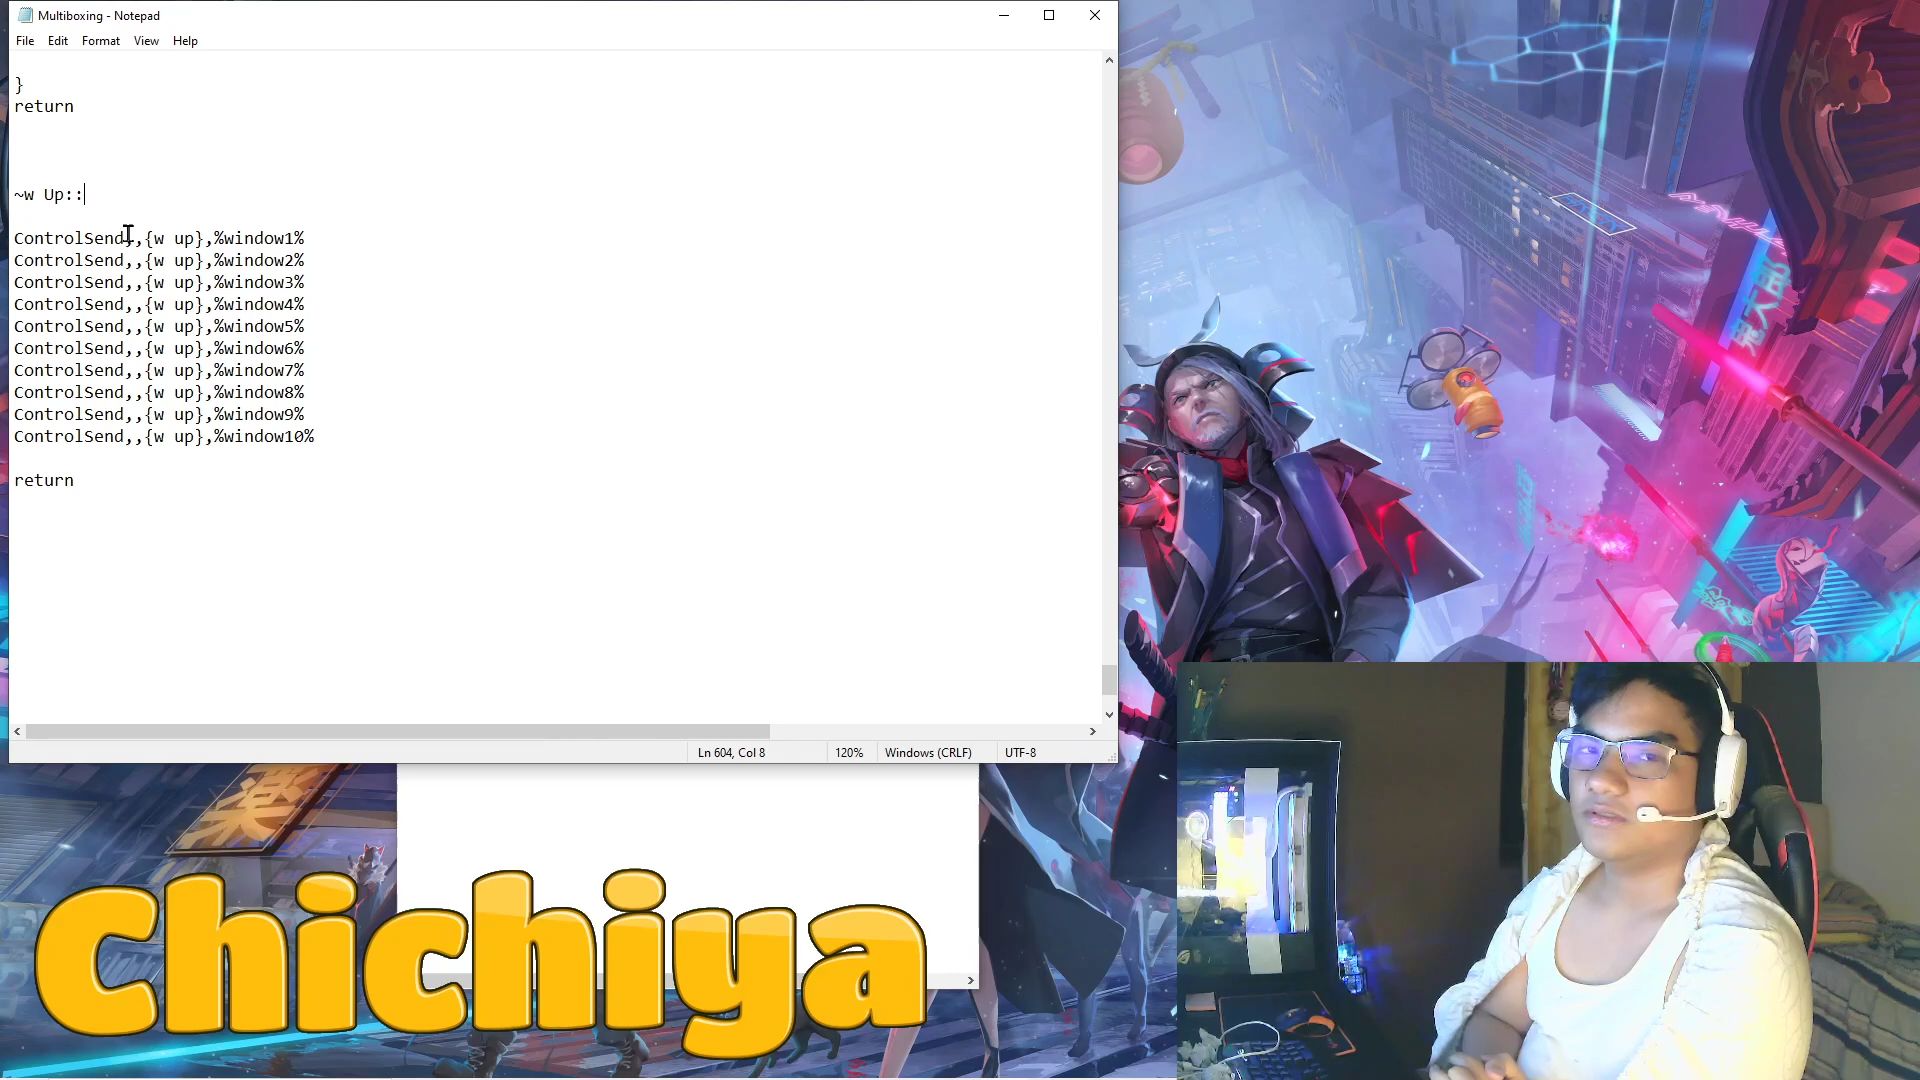 Multiboxing - Notepad
File Edit Format View Help
}
return
~w Up::
ControlSend,,{w up},%window1%
ControlSend,,{w up},%window2%
ControlSend,,{w up},%window3%
ControlSend,,{w up},%window4%
ControlSend,,{w up},%window5%
ControlSend,,{w up},%window6%
ControlSend,,{w up},%window7%
ControlSend,,{w up},%window8%
ControlSend,,{w up},%window9%
ControlSend,,{w up},%window10%
return
Ln 604, Col 8 120% Windows (CRLF) UTF-8
楽
Chichiya